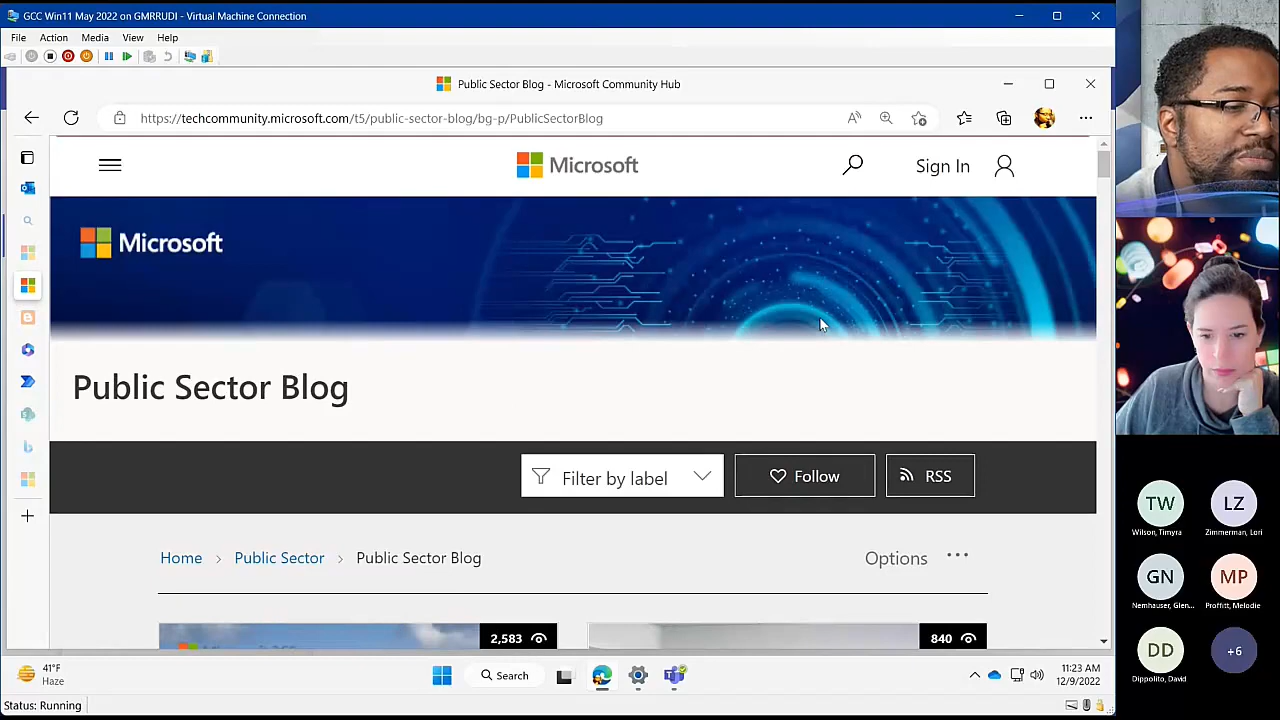 GCC Win11 May 2022 on GMRRUDI - Virtual Machine Connection
File Action Media View Help
Public Sector Blog - Microsoft Community Hub
https://techcommunity.microsoft.com/t5/public-sector-blog/bg-p/PublicSectorBlog
Microsoft
Sign In
Microsoft
Public Sector Blog
Filter by label
Follow
RSS
Home > Public Sector > Public Sector Blog
Options
2,583
840
41°F
Haze
Search
11:23 AM
12/9/2022
Status: Running
TW
Wilson, Timyra
LZ
Zimmerman, Lori
GN
Nemhauser, Glen...
MP
Proffitt, Melodie
DD
Dippolito, David
+6